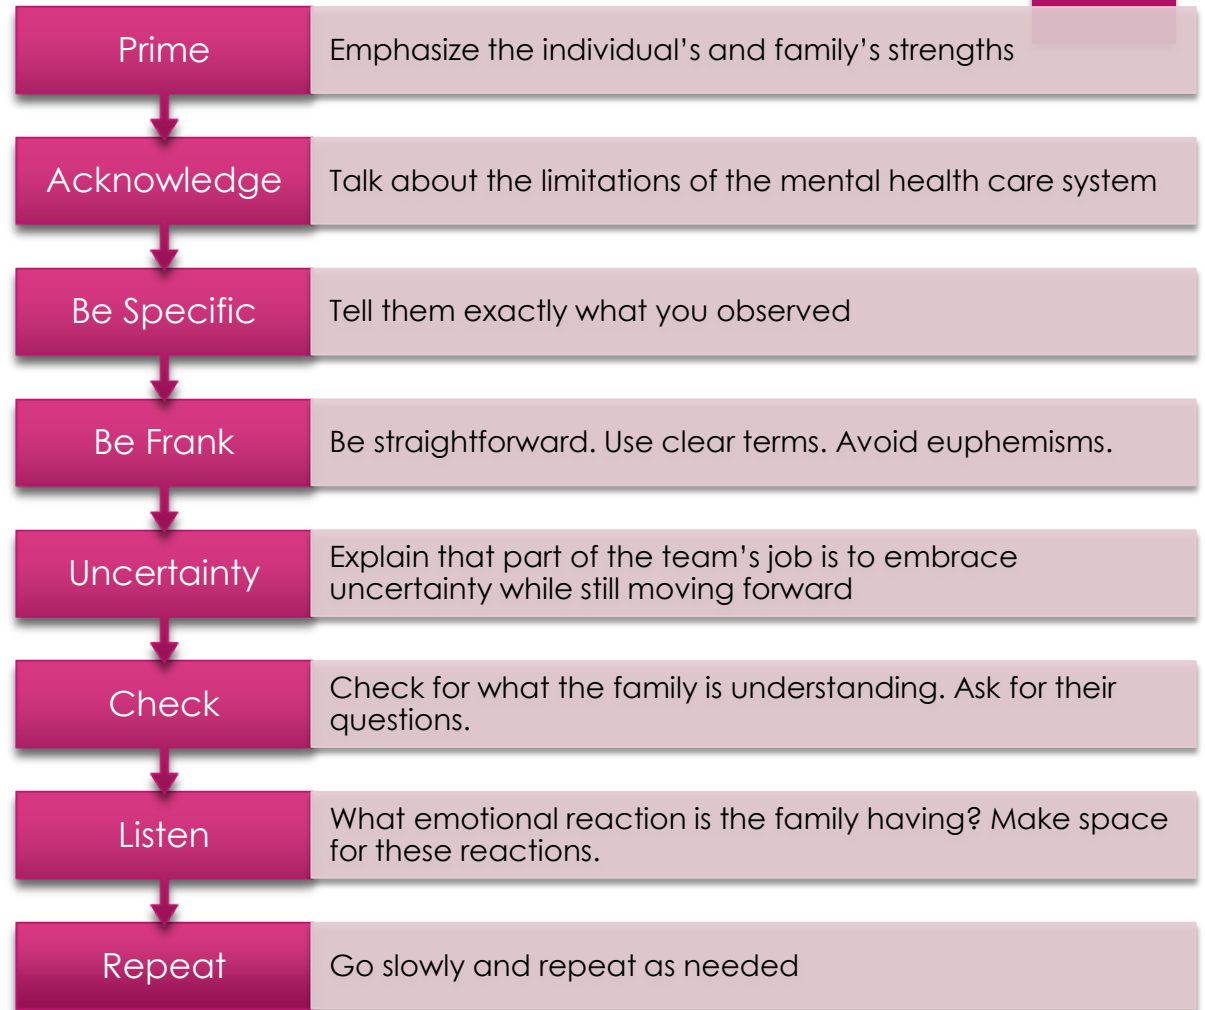 Prime
Emphasize the individual’s and family’s strengths
Acknowledge
Talk about the limitations of the mental health care system
Be Specific
Tell them exactly what you observed
Be Frank
Be straightforward. Use clear terms. Avoid euphemisms.
Uncertainty
Explain that part of the team’s job is to embrace
uncertainty while still moving forward
Check
Check for what the family is understanding. Ask for their
questions.
Listen
What emotional reaction is the family having? Make space
for these reactions.
Repeat
Go slowly and repeat as needed